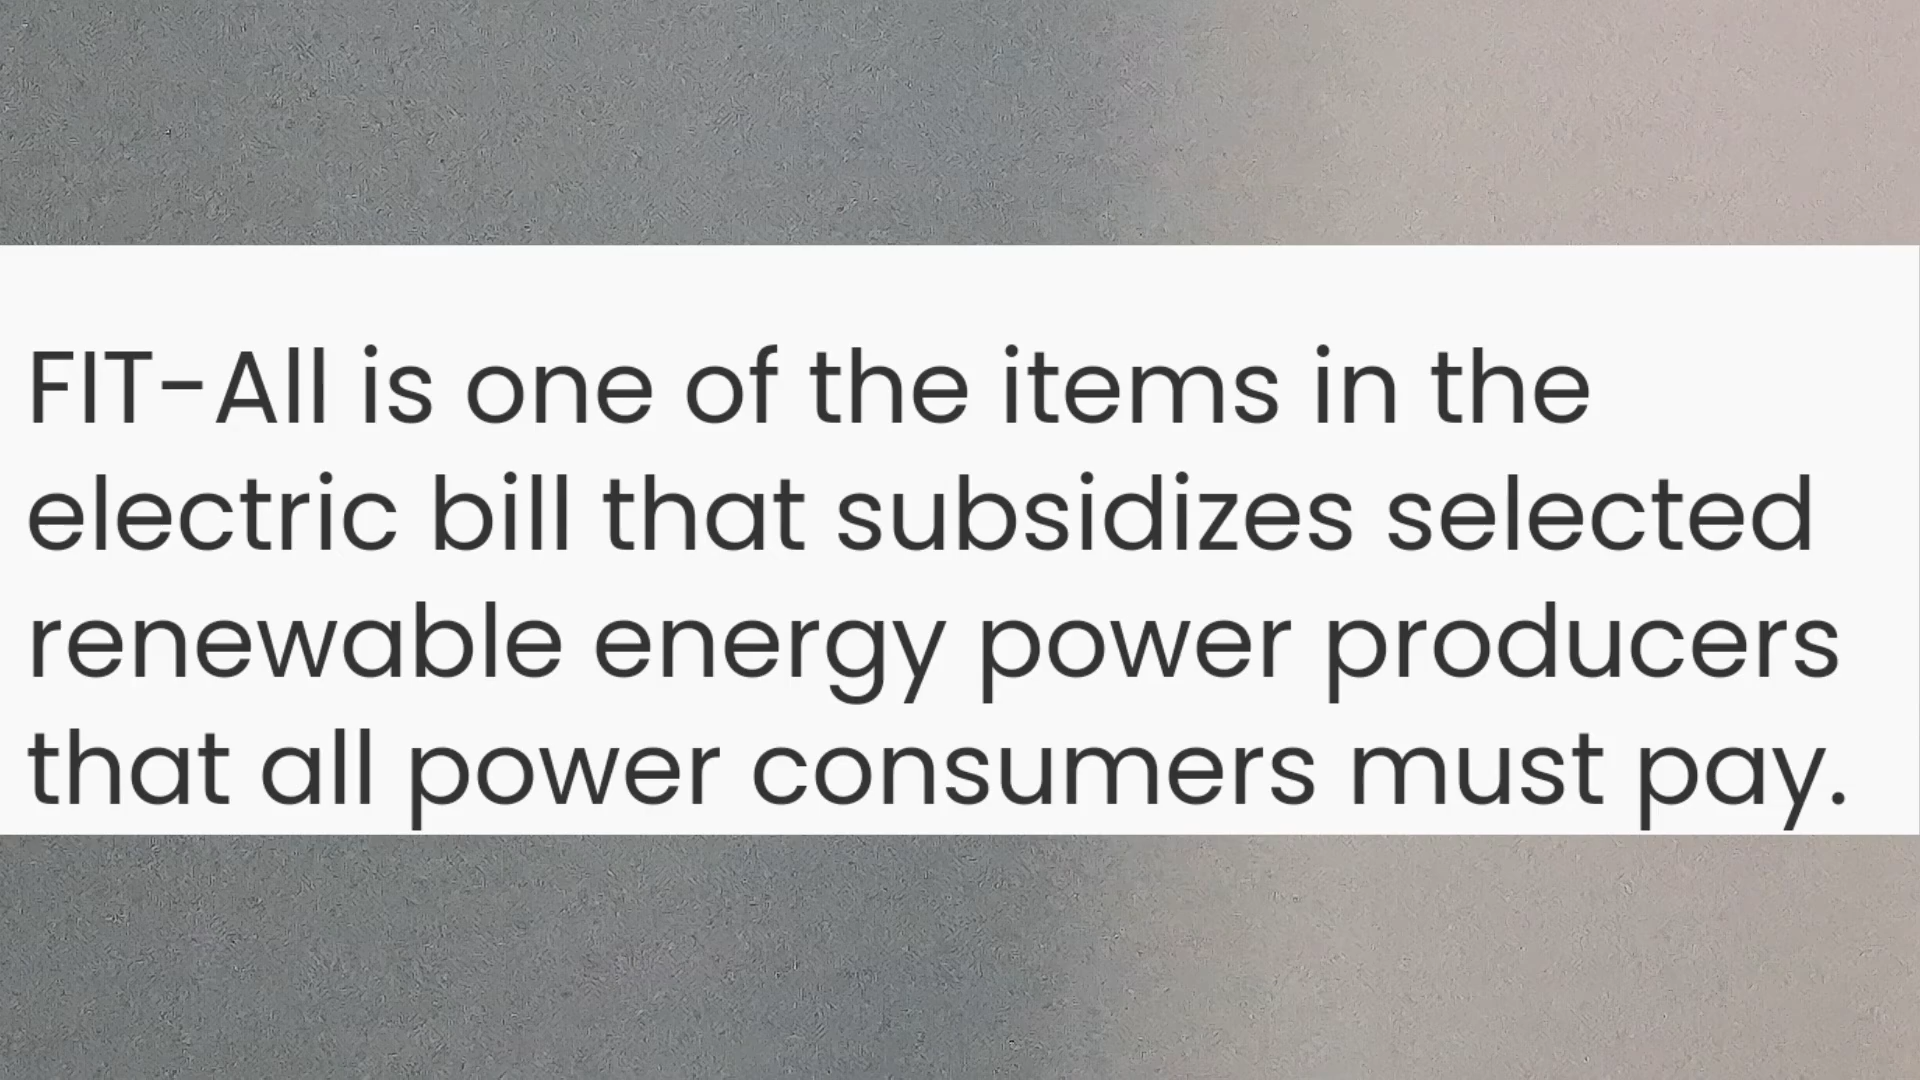 FIT-All is one of the items in the
electric bill that subsidizes selected
renewable energy power producers
that all power consumers must pay.